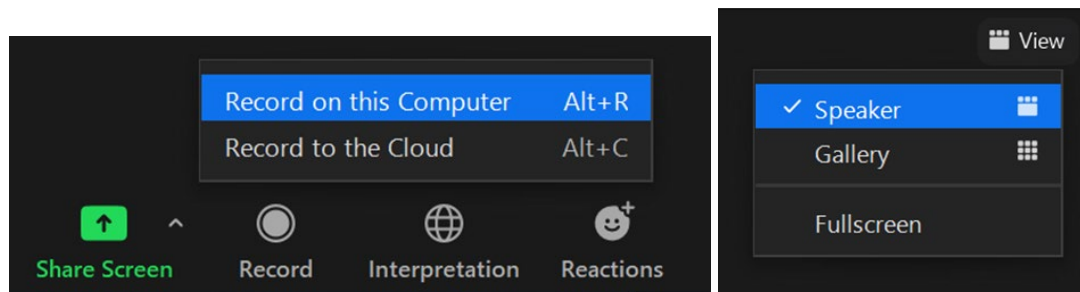 Record on this Computer Alt+R
Record to the Cloud Alt+C
Share Screen Record Interpretation Reactions
View
Speaker
Gallery
Fullscreen